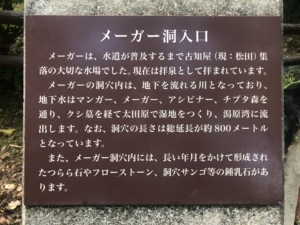 メーガー洞入口
メーガーは、水道が普及するまで古知屋（現：松田）集
落の大切な水場でした。現在は拝泉として拝まれています。
メーガーの洞穴内は、地下を流れる川となっており、
地下水はマンガー、メーガー、アシビナー、チブタ森を
通り、クシ墓を経て太田原で湿地をつくり、潟原湾に流
出します。なお、洞穴の長さは総延長が約800メートル
となっています。
また、メーガー洞穴内には、長い年月をかけて形成され
たつらら石やフローストーン、洞穴サンゴ等の鍾乳石があ
ります。